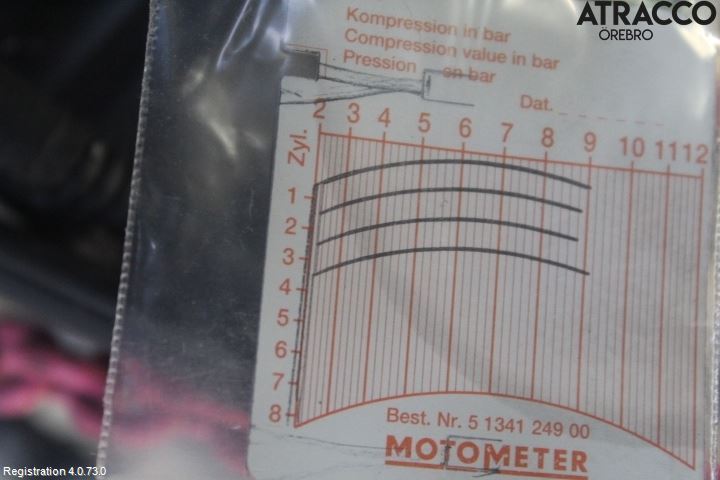 ATRACCO
ÖREBRO
Kompression in bar
Compression value in bar
Pression en bar
Dat.
Zyl. 2 3 4 5 6 7 8 9 10 11 12
1
2
3
4
5
6
7
8
Best. Nr. 5 1341 249 00
MOTOMETER
Registration 4.0.73.0